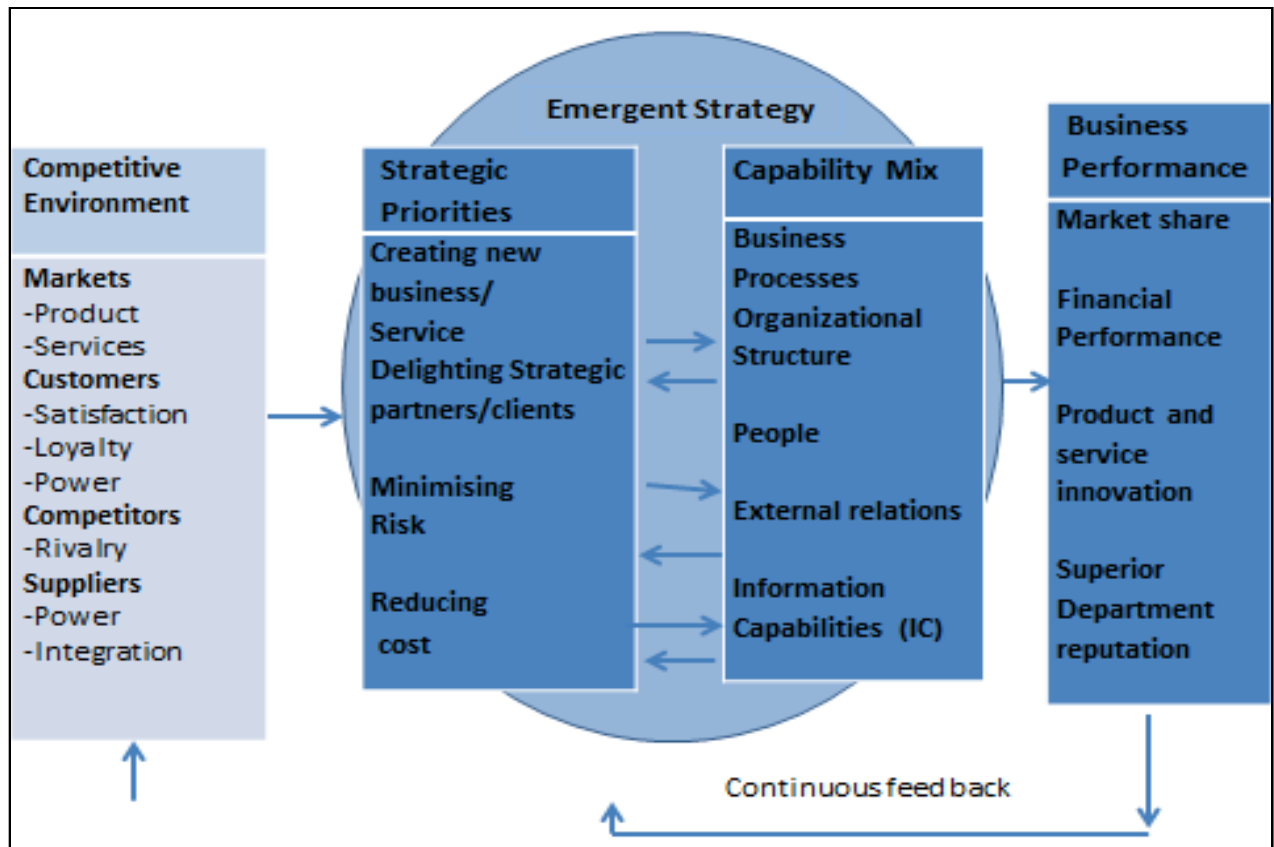 Emergent Strategy
Competitive
Environment
Markets
-Product
-Services
Customers
-Satisfaction
-Loyalty
-Power
Competitors
-Rivalry
Suppliers
-Power
-Integration
Strategic
Priorities
Creating new
business/
Service
Delighting Strategic
partners/clients
Minimising
Risk
Reducing
cost
Capability Mix
Business
Processes
Organizational
Structure
People
External relations
Information
Capabilities (IC)
Business
Performance
Market share
Financial
Performance
Product and
service
innovation
Superior
Department
reputation
Continuous feed back